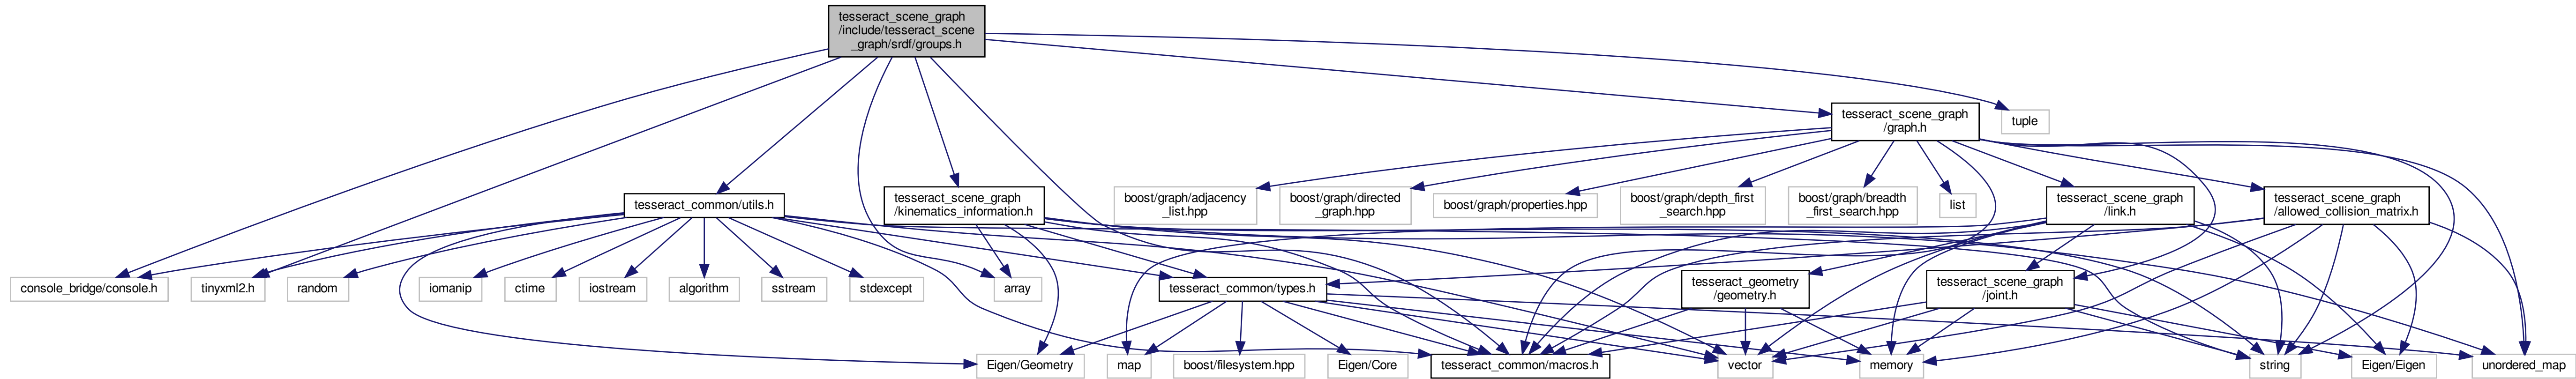 tesseract_scene_graph
/include/tesseract_scene
_graph/srdf/groups.h
tesseract_scene_graph
/graph.h
tuple
tesseract_common/utils.h
tesseract_scene_graph
/kinematics_information.h
boost/graph/adjacency
_list.hpp
boost/graph/directed
_graph.hpp
boost/graph/properties.hpp
boost/graph/depth_first
_search.hpp
boost/graph/breadth
_first_search.hpp
list
tesseract_scene_graph
/link.h
tesseract_scene_graph
/allowed_collision_matrix.h
console_bridge/console.h
tinyxml2.h
random
iomanip
ctime
iostream
algorithm
sstream
stdexcept
array
tesseract_common/types.h
tesseract_geometry
/geometry.h
tesseract_scene_graph
/joint.h
Eigen/Geometry
map
boost/filesystem.hpp
Eigen/Core
tesseract_common/macros.h
vector
memory
string
Eigen/Eigen
unordered_map